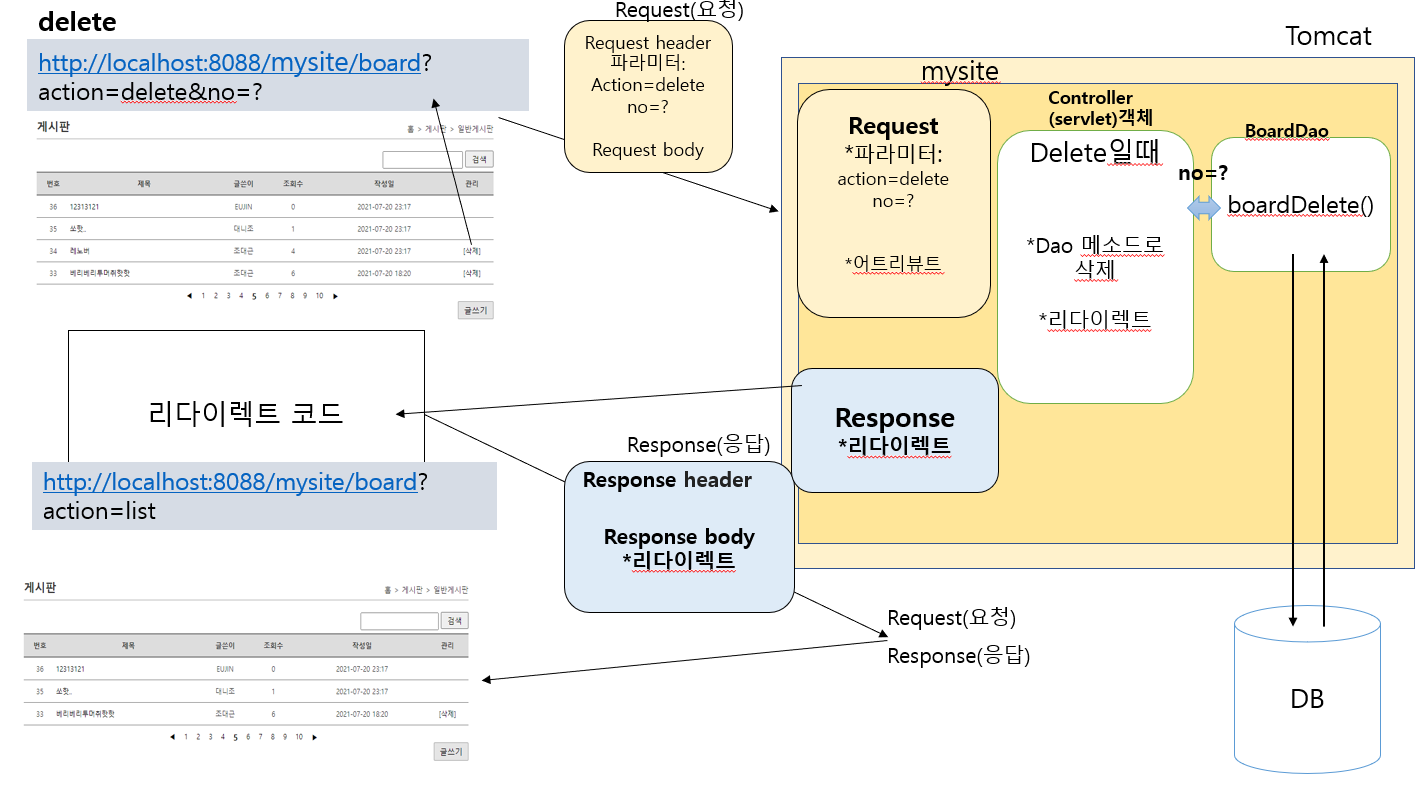 delete
http://localhost:8088/mysite/board?
action=delete&no=?
게시판
홈 > 게시판 > 일반게시판
검색
번호 제목 글쓴이 조회수 작성일 관리
36 12313121 EUJIN 0 2021-07-20 23:17
35 쏘핫,. 대니조 1 2021-07-20 23:17
34 레노버 조대근 4 2021-07-20 23:17 [삭제]
33 베리베리투머취핫핫 조대근 6 2021-07-20 18:20 [삭제]
◀ 1 2 3 4 5 6 7 8 9 10 ▶
글쓰기
리다이렉트 코드
http://localhost:8088/mysite/board?
action=list
게시판
홈 > 게시판 > 일반게시판
검색
번호 제목 글쓴이 조회수 작성일 관리
36 12313121 EUJIN 0 2021-07-20 23:17
35 쏘핫,. 대니조 1 2021-07-20 23:17
33 베리베리투머취핫핫 조대근 6 2021-07-20 18:20 [삭제]
◀ 1 2 3 4 5 6 7 8 9 10 ▶
글쓰기
Request(요청)
Request header
파라미터:
Action=delete
no=?
Request body
Response(응답)
Response header
Response body
*리다이렉트
Request(요청)
Response(응답)
Tomcat
mysite
Request
*파라미터:
action=delete
no=?
*어트리뷰트
Controller
(servlet)객체
Delete일때
*Dao 메소드로
삭제
*리다이렉트
no=?
BoardDao
boardDelete()
Response
*리다이렉트
DB